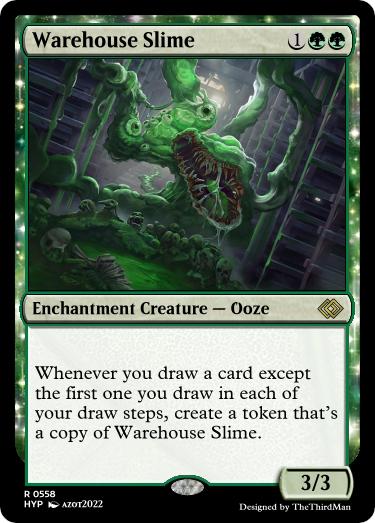 Warehouse Slime 1
Enchantment Creature — Ooze
Whenever you draw a card except
the first one you draw in each of
your draw steps, create a token that's
a copy of Warehouse Slime.
3/3
R 0558
HYP AZOT2022
Designed by TheThirdMan